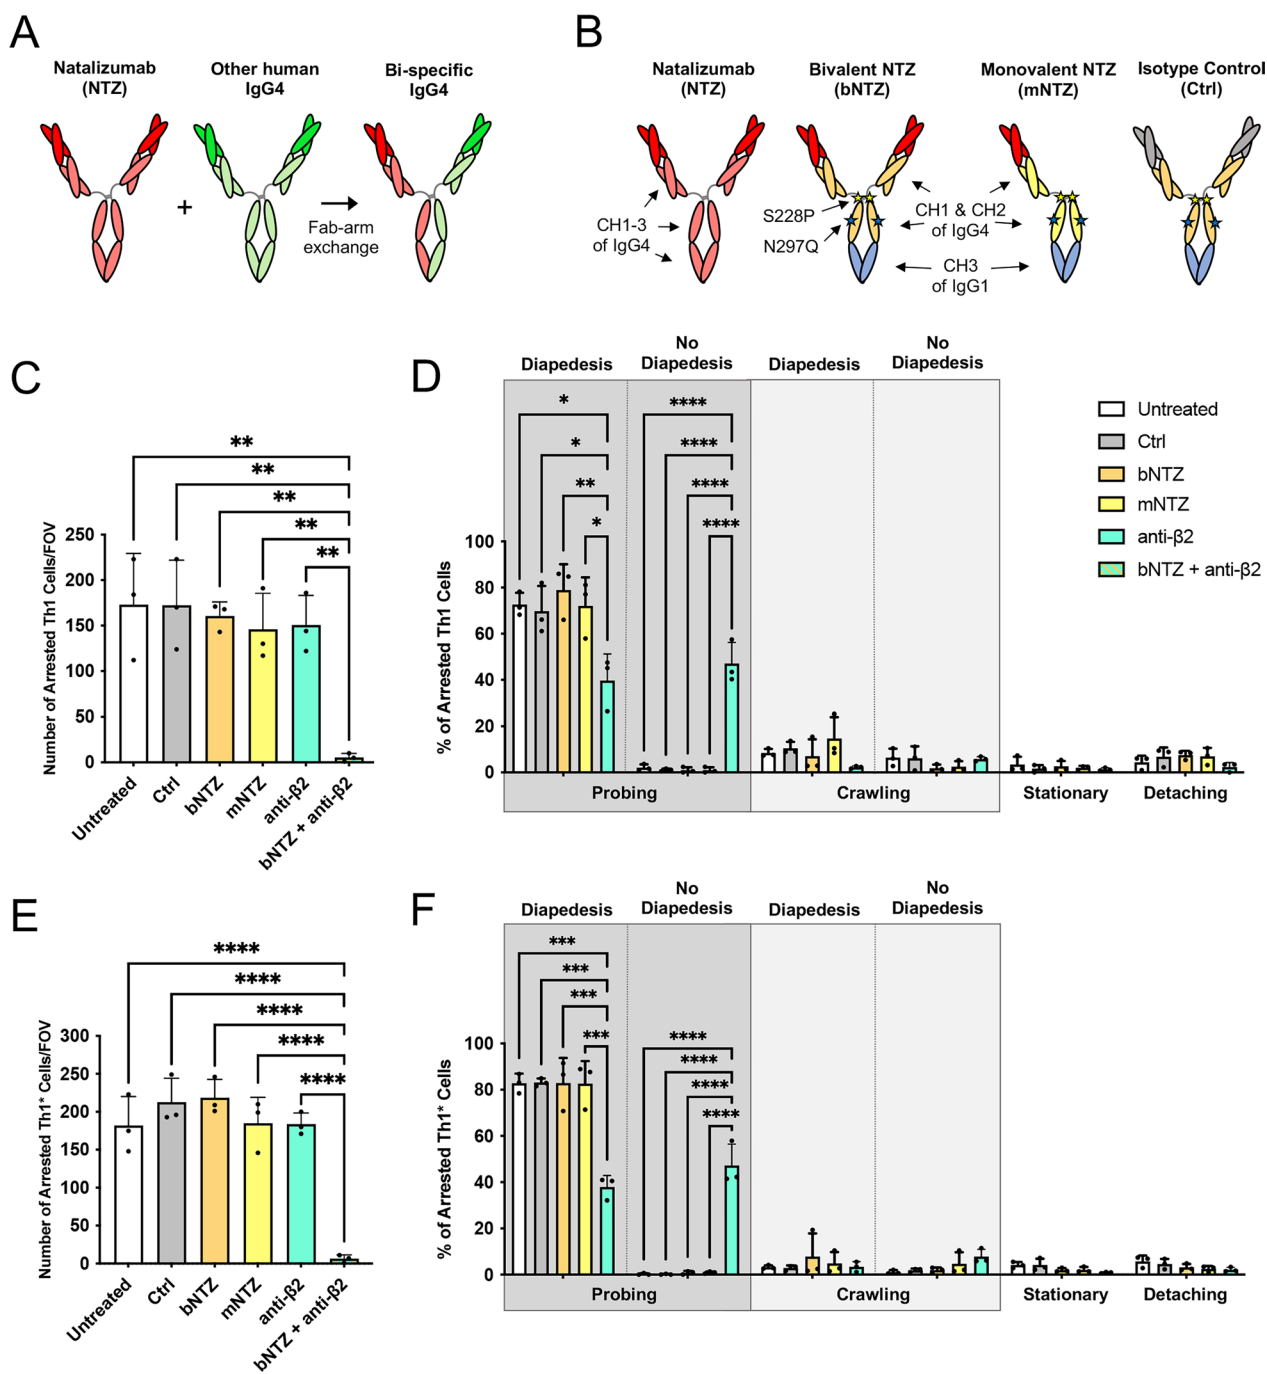 A
Natalizumab
(NTZ)
Other human
IgG4
Bi-specific
IgG4
+
Fab-arm
exchange
B
Natalizumab
(NTZ)
Bivalent NTZ
(bNTZ)
Monovalent NTZ
(mNTZ)
Isotype Control
(Ctrl)
CH1-3
of IgG4
S228P
N297Q
CH1 & CH2
of IgG4
CH3
of IgG1
C
Number of Arrested Th1 Cells/FOV
250
200
150
100
50
0
**
**
**
**
**
Untreated
Ctrl
bNTZ
mNTZ
anti-β2
bNTZ + anti-β2
D
Diapedesis
No
Diapedesis
Diapedesis
No
Diapedesis
% of Arrested Th1 Cells
100
80
60
40
20
0
*
*
**
*
****
****
****
****
Probing
Crawling
Stationary
Detaching
Untreated
Ctrl
bNTZ
mNTZ
anti-β2
bNTZ + anti-β2
E
Number of Arrested Th1* Cells/FOV
300
250
200
150
100
50
0
****
****
****
****
****
Untreated
Ctrl
bNTZ
mNTZ
anti-β2
bNTZ + anti-β2
F
Diapedesis
No
Diapedesis
Diapedesis
No
Diapedesis
% of Arrested Th1* Cells
100
80
60
40
20
0
***
***
***
***
****
****
****
****
Probing
Crawling
Stationary
Detaching